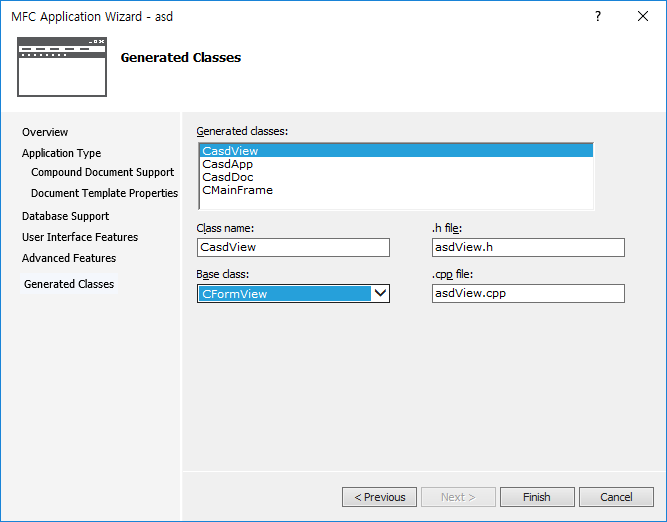 MFC Application Wizard - asd
?
Generated Classes
Overview
Application Type
Compound Document Support
Document Template Properties
Database Support
User Interface Features
Advanced Features
Generated Classes
Generated classes:
CasdView
CasdApp
CasdDoc
CMainFrame
Class name:
.h file:
CasdView
asdView.h
Base class:
.cpp file:
CFormView
asdView.cpp
< Previous
Next >
Finish
Cancel